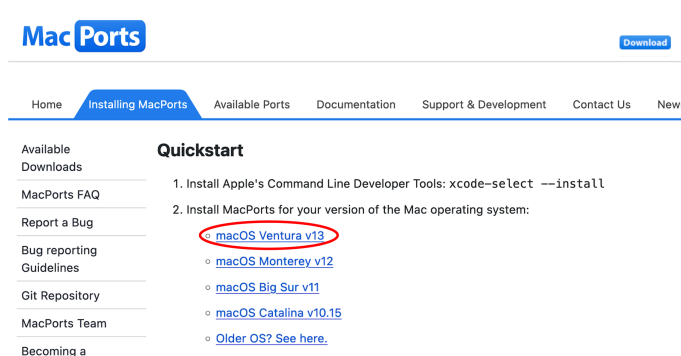 Mac Ports
Download
Home Installing MacPorts Available Ports Documentation Support & Development Contact Us New
Available
Downloads
MacPorts FAQ
Report a Bug
Bug reporting
Guidelines
Git Repository
MacPorts Team
Becoming a
Quickstart
1. Install Apple's Command Line Developer Tools: xcode-select --install
2. Install MacPorts for your version of the Mac operating system:
macOS Ventura v13
macOS Monterey v12
macOS Big Sur v11
macOS Catalina v10.15
Older OS? See here.